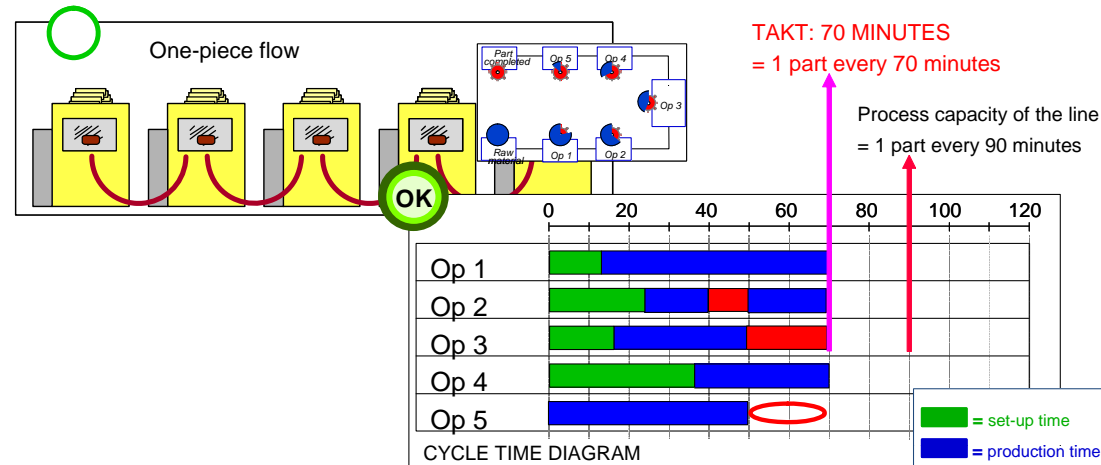 One-piece flow
Part
completed
Op 5
Op 4
Op 3
Raw
material
Op 1
Op 2
TAKT: 70 MINUTES
= 1 part every 70 minutes
Process capacity of the line
= 1 part every 90 minutes
OK
0 20 40 60 80 100 120
Op 1
Op 2
Op 3
Op 4
Op 5
= set-up time
= production time
CYCLE TIME DIAGRAM